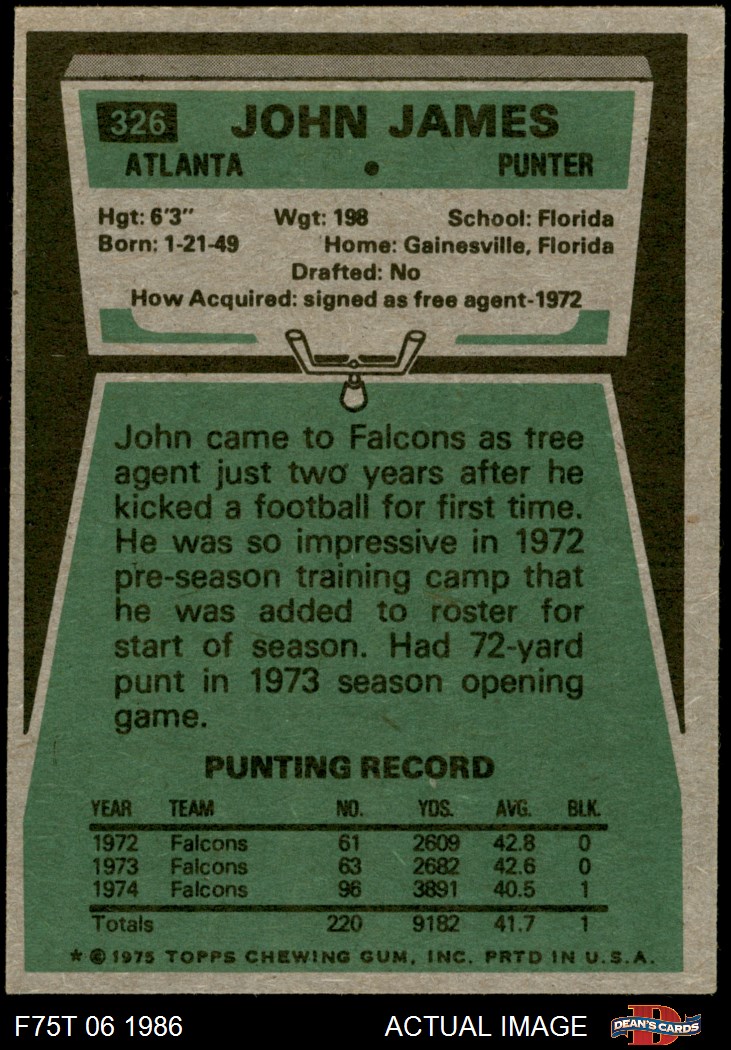 326 JOHN JAMES
ATLANTA • PUNTER
Hgt: 6'3" Wgt: 198 School: Florida
Born: 1-21-49 Home: Gainesville, Florida
Drafted: No
How Acquired: signed as free agent-1972
John came to Falcons as free
agent just two years after he
kicked a football for first time.
He was so impressive in 1972
pre-season training camp that
he was added to roster for
start of season. Had 72-yard
punt in 1973 season opening
game.
PUNTING RECORD
YEAR TEAM NO. YDS. AVG. BLK.
1972 Falcons 61 2609 42.8 0
1973 Falcons 63 2682 42.6 0
1974 Falcons 96 3891 40.5 1
Totals 220 9182 41.7 1
* © 1975 TOPPS CHEWING GUM, INC. PRTD IN U.S.A.
F75T 06 1986 ACTUAL IMAGE DEAN'S CARDS